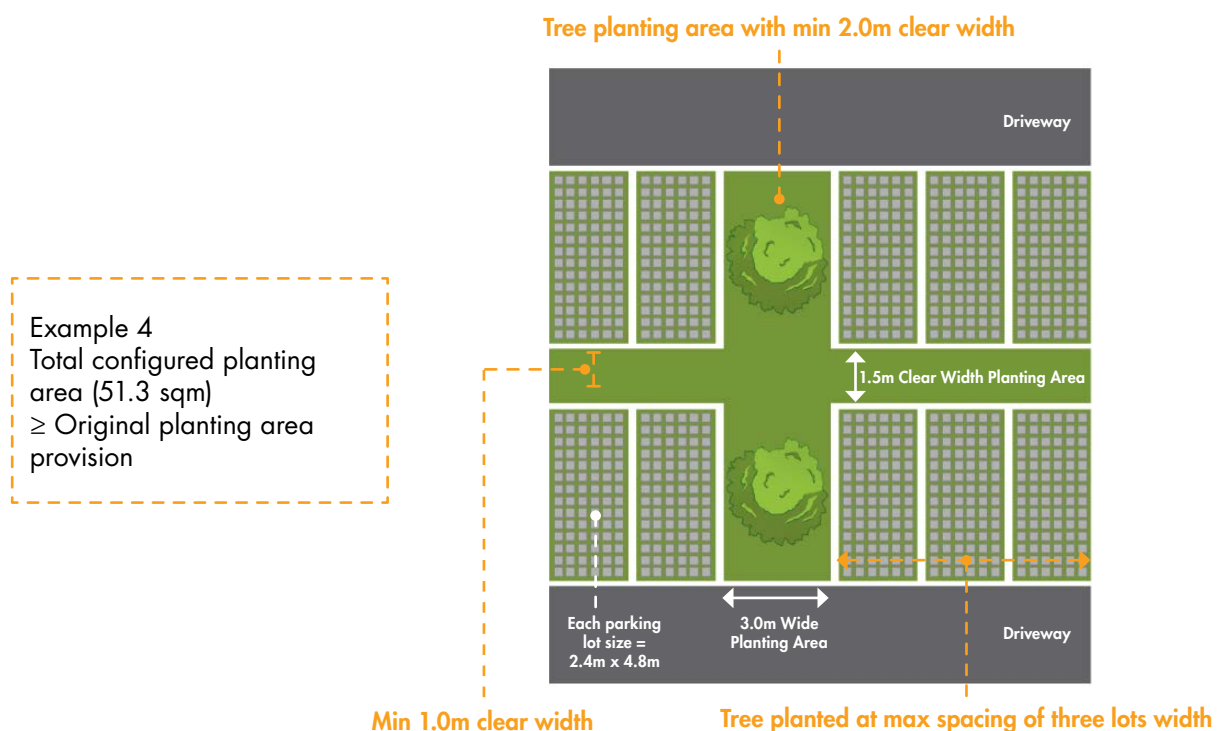 Tree planting area with min 2.0m clear width
Driveway
Example 4
Total configured planting
area (51.3 sqm)
≥ Original planting area
provision
1.5m Clear Width Planting Area
Each parking
lot size =
2.4m x 4.8m
3.0m Wide
Planting Area
Driveway
Min 1.0m clear width
Tree planted at max spacing of three lots width